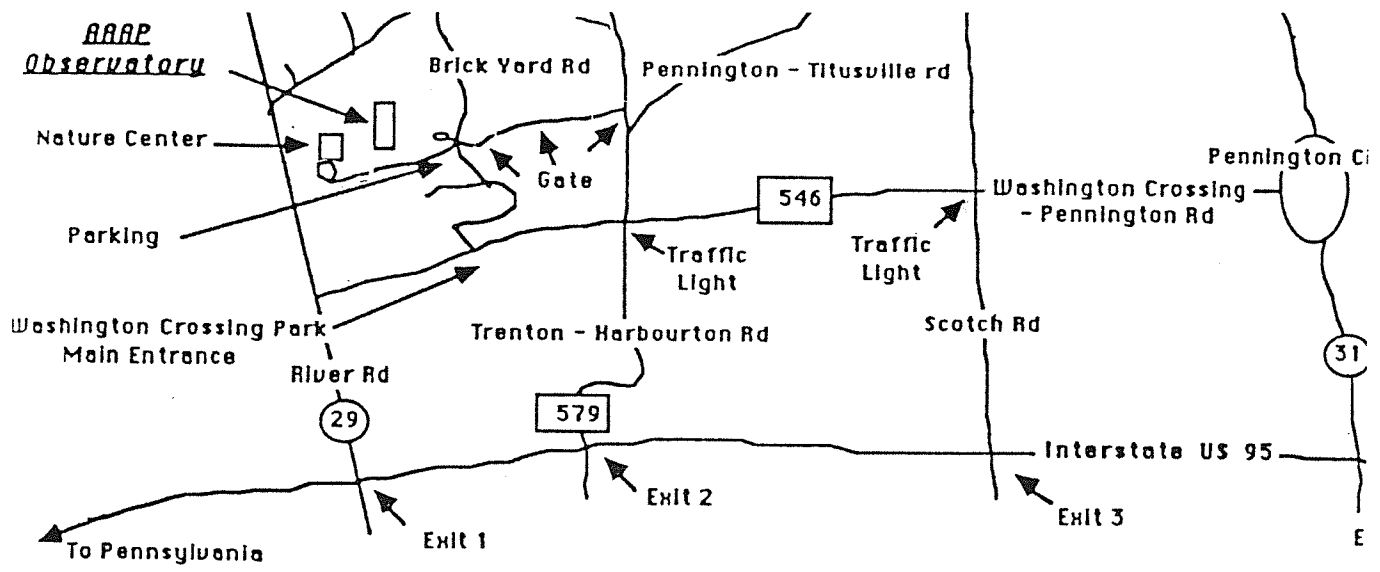 AAAP
Observatory
Brick Yard Rd
Pennington - Titusville rd
Nature Center
Gate
Pennington Ci
546
Washington Crossing
- Pennington Rd
Parking
Traffic
Light
Traffic
Light
Washington Crossing Park
Main Entrance
Trenton - Harbourton Rd
Scotch Rd
River Rd
31
29
579
Interstate US 95
Exit 2
Exit 3
Exit 1
To Pennsylvania
E